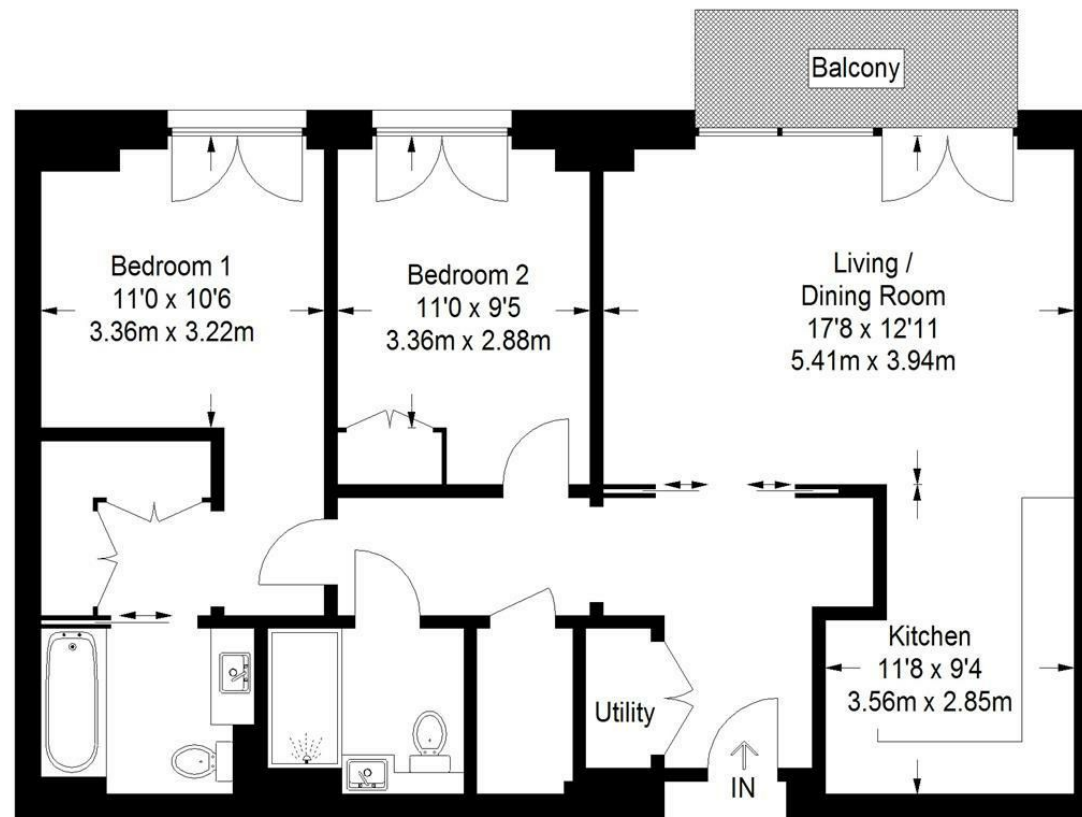 Balcony
Bedroom 1
11'0 x 10'6
3.36m x 3.22m
Bedroom 2
11'0 x 9'5
3.36m x 2.88m
Living /
Dining Room
17'8 x 12'11
5.41m x 3.94m
Kitchen
11'8 x 9'4
3.56m x 2.85m
Utility
IN